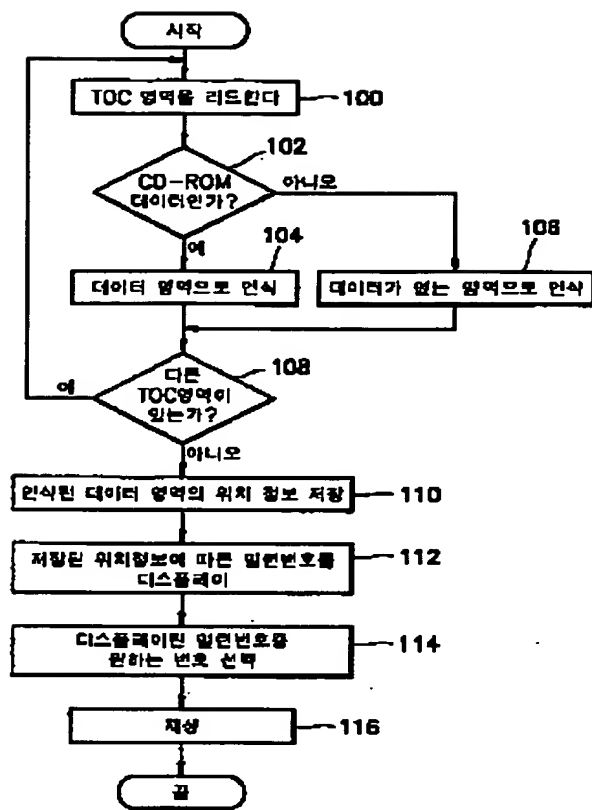 시작
TOC 영역을 리드한다
100
102
CD-ROM
데이터인가?
아니오
예
104
106
데이터 영역으로 인식
데이터가 없는 영역으로 인식
108
다른
TOC영역이
있는가?
예
아니오
인식된 데이터 영역의 위치 정보 저장
110
저장된 위치정보에 따른 일련번호를
디스플레이
112
디스플레이된 일련번호중
원하는 번호 선택
114
재생
116
끝